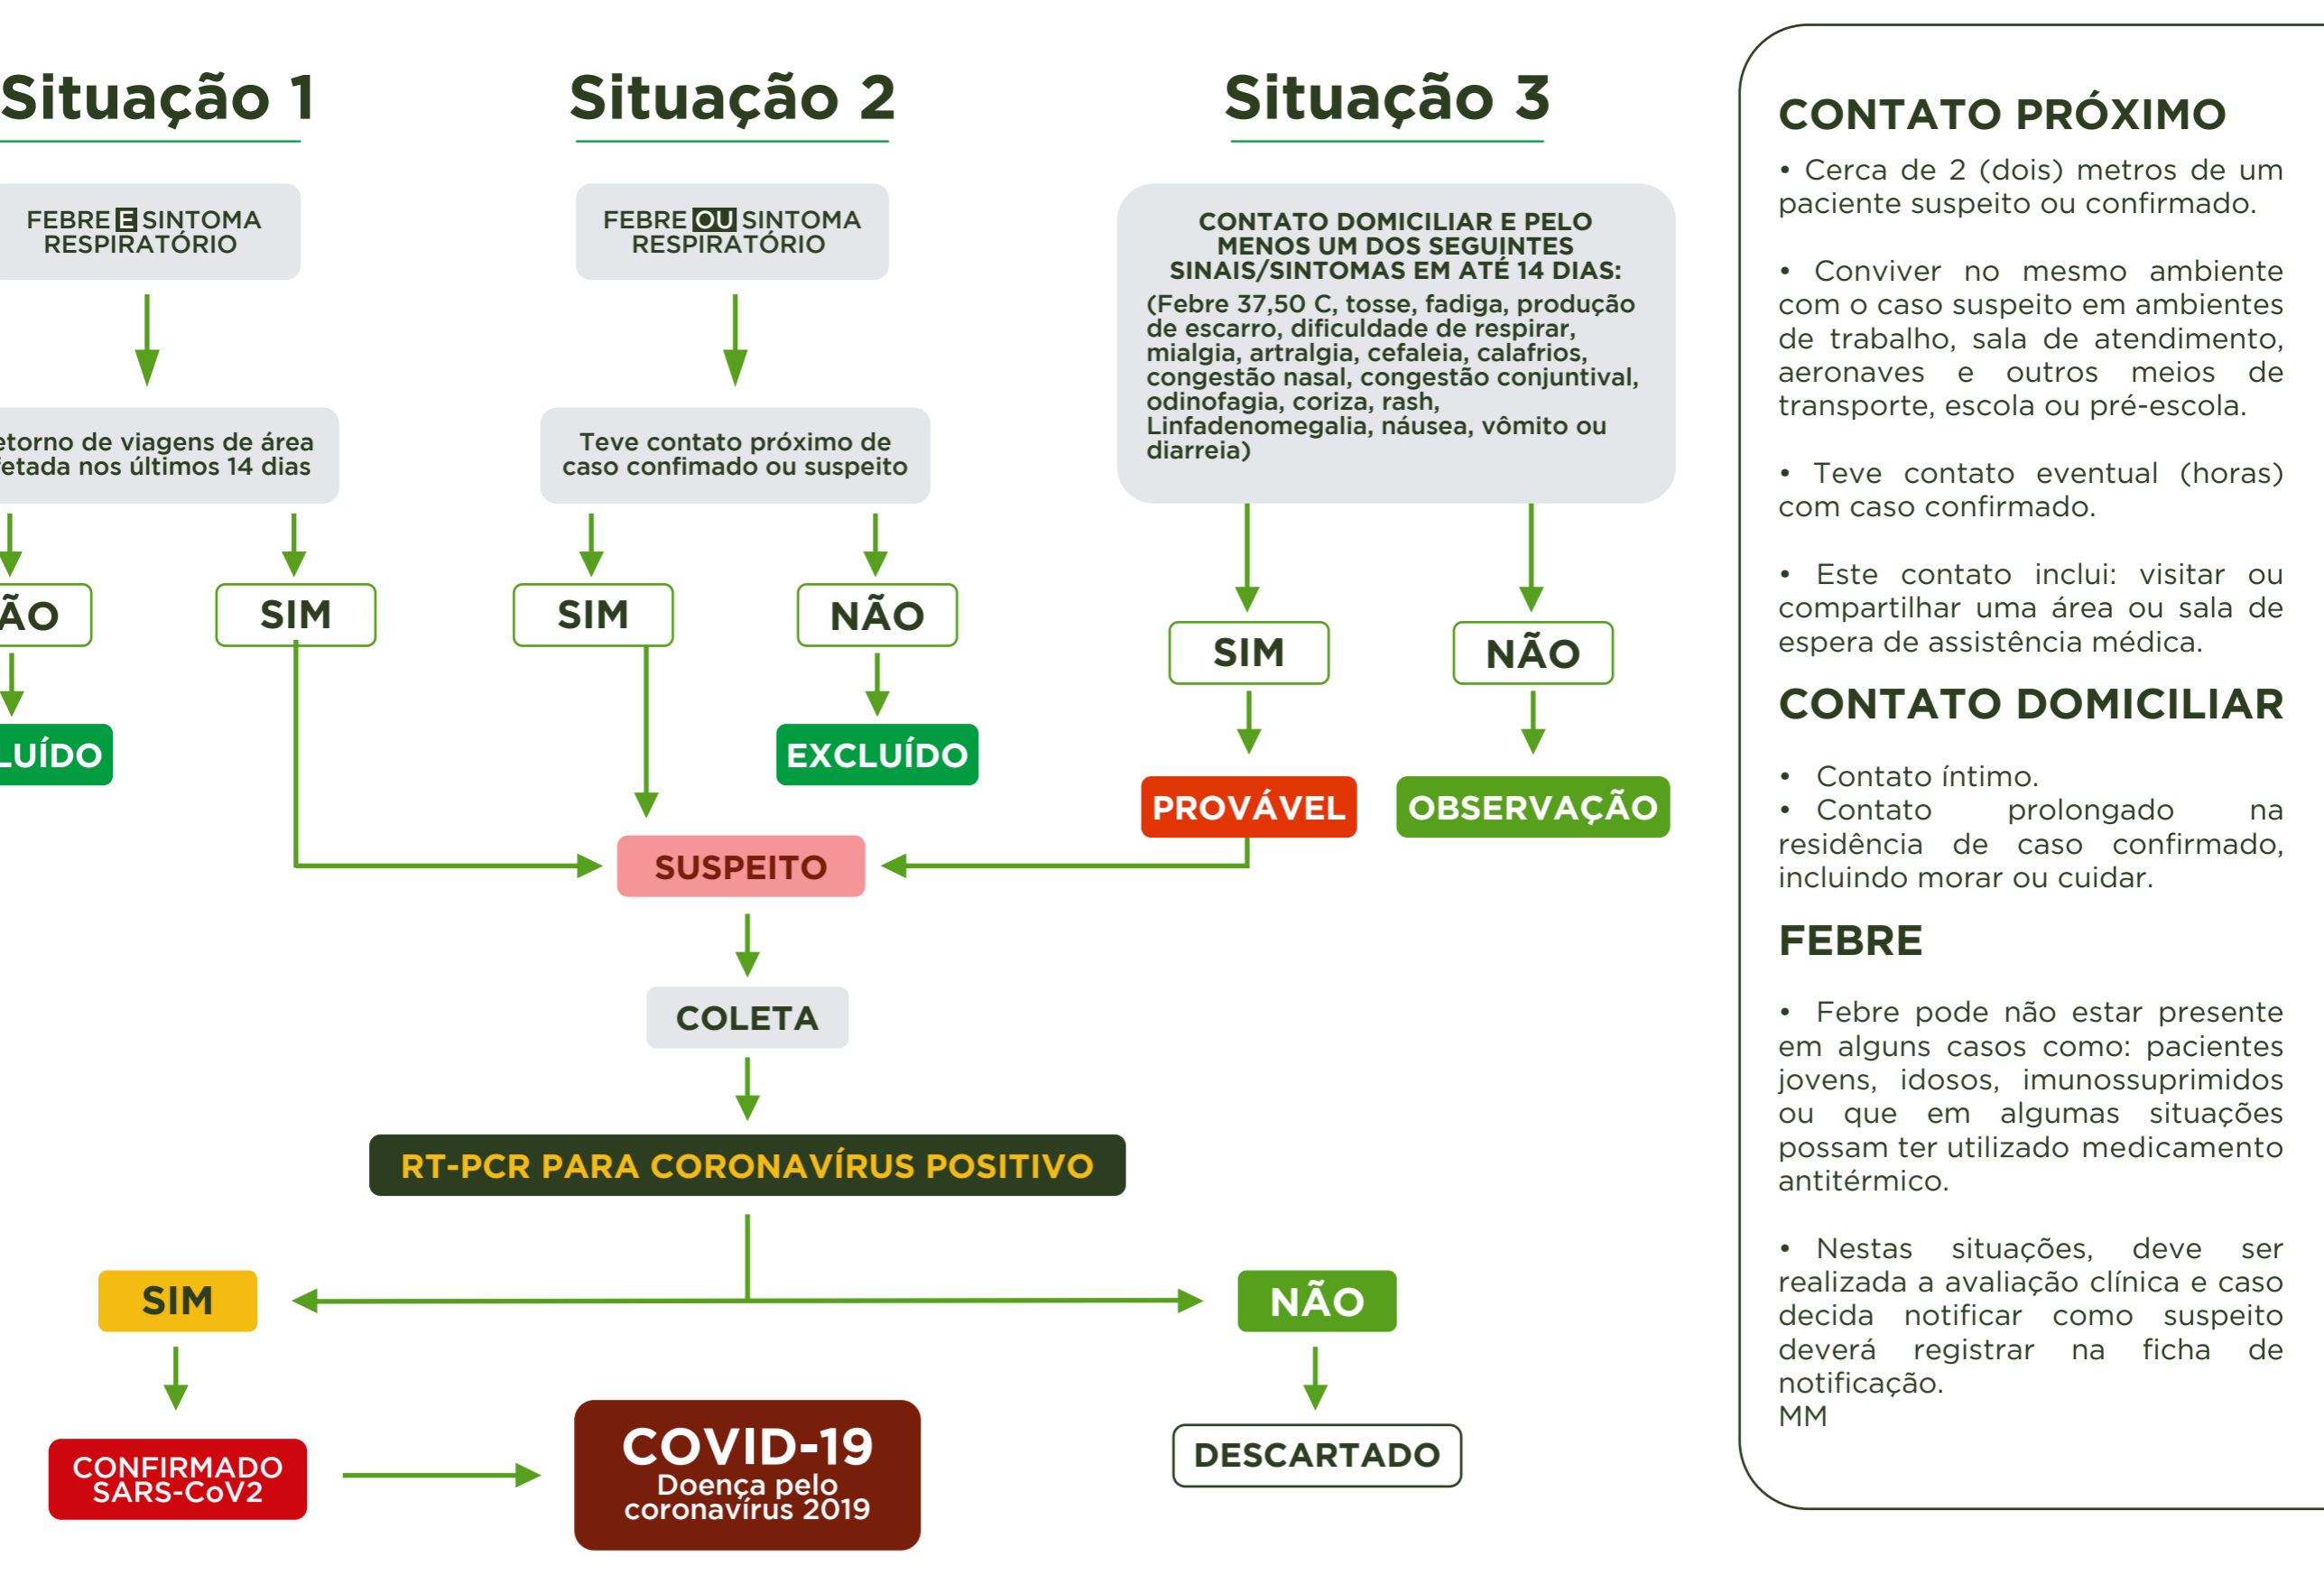 Situação 1
Situação 2
Situação 3
FEBRE E SINTOMA
RESPIRATÓRIO
FEBRE OU SINTOMA
RESPIRATÓRIO
CONTATO DOMICILIAR E PELO
MENOS UM DOS SEGUINTES
SINAIS/SINTOMAS EM ATÉ 14 DIAS:
(Febre 37,50 C, tosse, fadiga, produção
de escarro, dificuldade de respirar,
mialgia, artralgia, cefaleia, calafrios,
congestão nasal, congestão conjuntival,
odinofagia, coriza, rash,
Linfadenomegalia, náusea, vômito ou
diarreia)
etorno de viagens de área
etada nos últimos 14 dias
Teve contato próximo de
caso confimado ou suspeito
ÃO
SIM
SIM
NÃO
SIM
NÃO
LUÍDO
EXCLUÍDO
PROVÁVEL
OBSERVAÇÃO
SUSPEITO
COLETA
RT-PCR PARA CORONAVÍRUS POSITIVO
SIM
NÃO
CONFIRMADO
SARS-CoV2
COVID-19
Doença pelo
coronavírus 2019
DESCARTADO
CONTATO PRÓXIMO
• Cerca de 2 (dois) metros de um
paciente suspeito ou confirmado.
• Conviver no mesmo ambiente
com o caso suspeito em ambientes
de trabalho, sala de atendimento,
aeronaves e outros meios de
transporte, escola ou pré-escola.
• Teve contato eventual (horas)
com caso confirmado.
• Este contato inclui: visitar ou
compartilhar uma área ou sala de
espera de assistência médica.
CONTATO DOMICILIAR
• Contato íntimo.
• Contato prolongado na
residência de caso confirmado,
incluindo morar ou cuidar.
FEBRE
• Febre pode não estar presente
em alguns casos como: pacientes
jovens, idosos, imunossuprimidos
ou que em algumas situações
possam ter utilizado medicamento
antitérmico.
• Nestas situações, deve ser
realizada a avaliação clínica e caso
decida notificar como suspeito
deverá registrar na ficha de
notificação.
MM